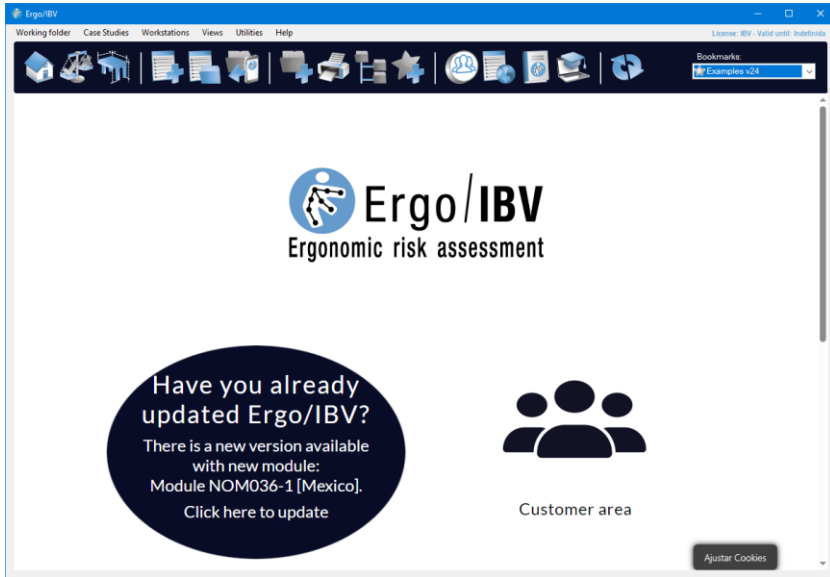 Ergo/IBV
Working folder Case Studies Workstations Views Utilities Help
License: IBV - Valid until: Indefinida
Bookmarks:
Examples v24
Ergo/IBV
Ergonomic risk assessment
Have you already
updated Ergo/IBV?
There is a new version available
with new module:
Module NOM036-1 [Mexico].
Click here to update
Customer area
Ajustar Cookies